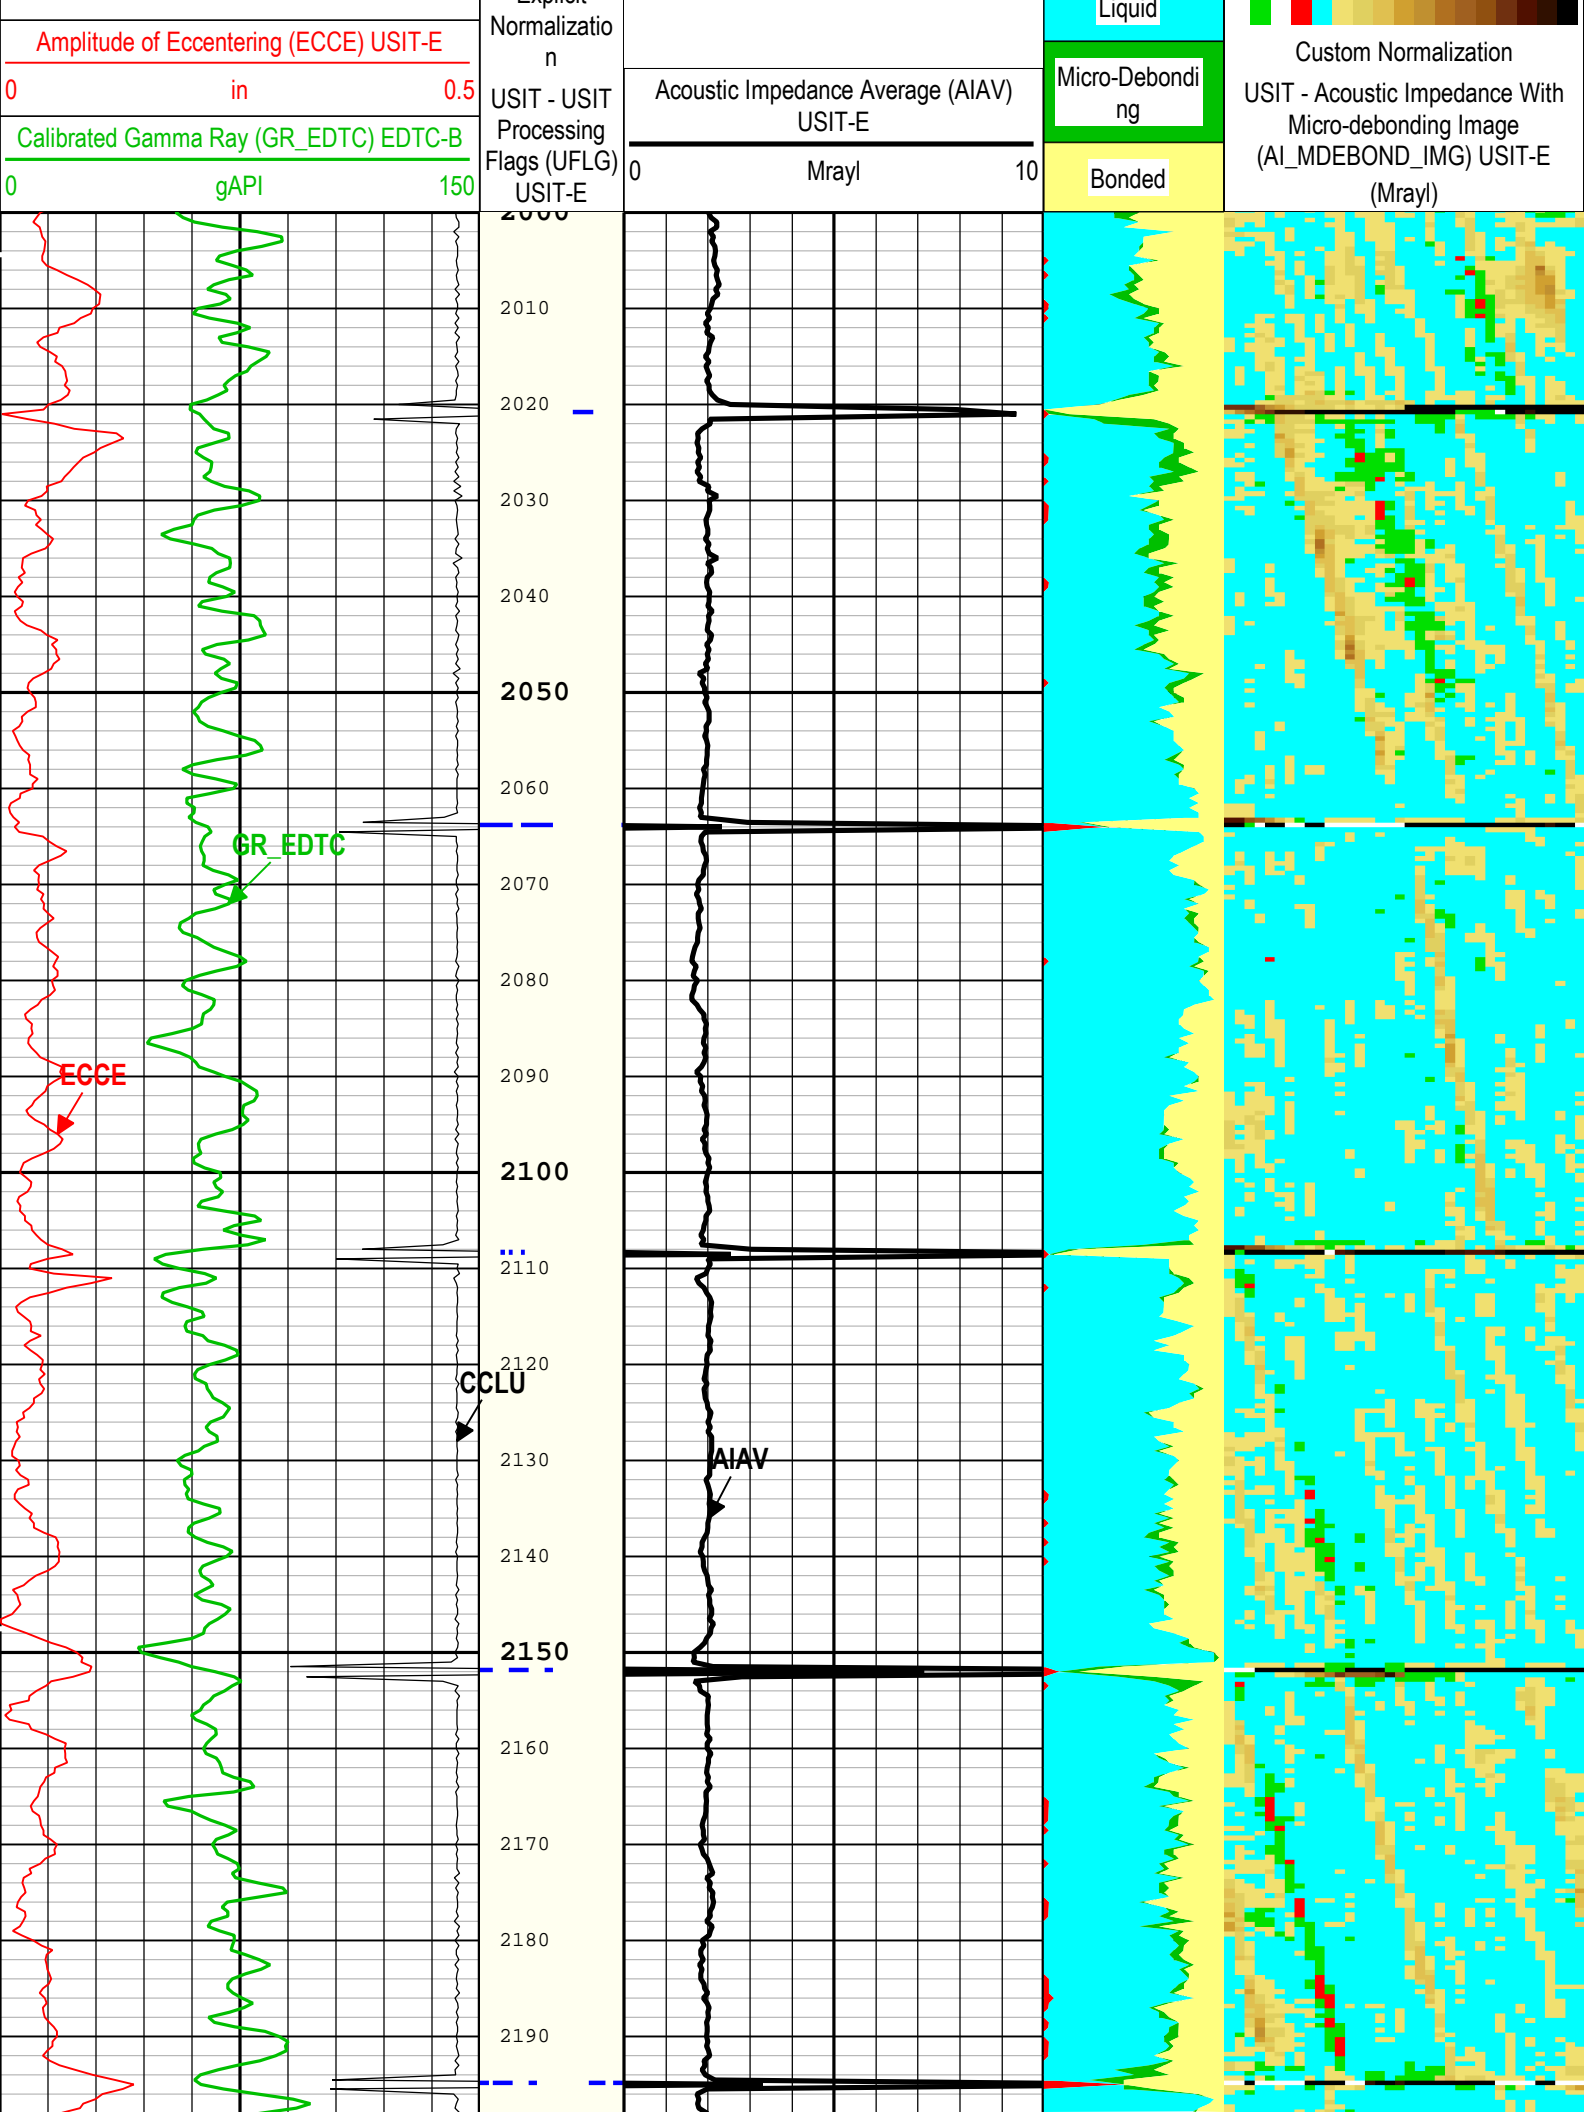 Amplitude of Eccentering (ECCE) USIT-E
0 in 0.5
Calibrated Gamma Ray (GR_EDTC) EDTC-B
0 gAPI 150
Explicit
Normalizatio
n
USIT - USIT
Processing
Flags (UFLG)
USIT-E
Acoustic Impedance Average (AIAV)
USIT-E
0 Mrayl 10
Liquid
Micro-Debondi
ng
Bonded
Custom Normalization
USIT - Acoustic Impedance With
Micro-debonding Image
(AI_MDEBOND_IMG) USIT-E
(Mrayl)
2000
2010
2020
2030
2040
2050
2060
GR_EDTC
2070
2080
2090
ECCE
2100
2110
2120
CCLU
2130
AIAV
2140
2150
2160
2170
2180
2190